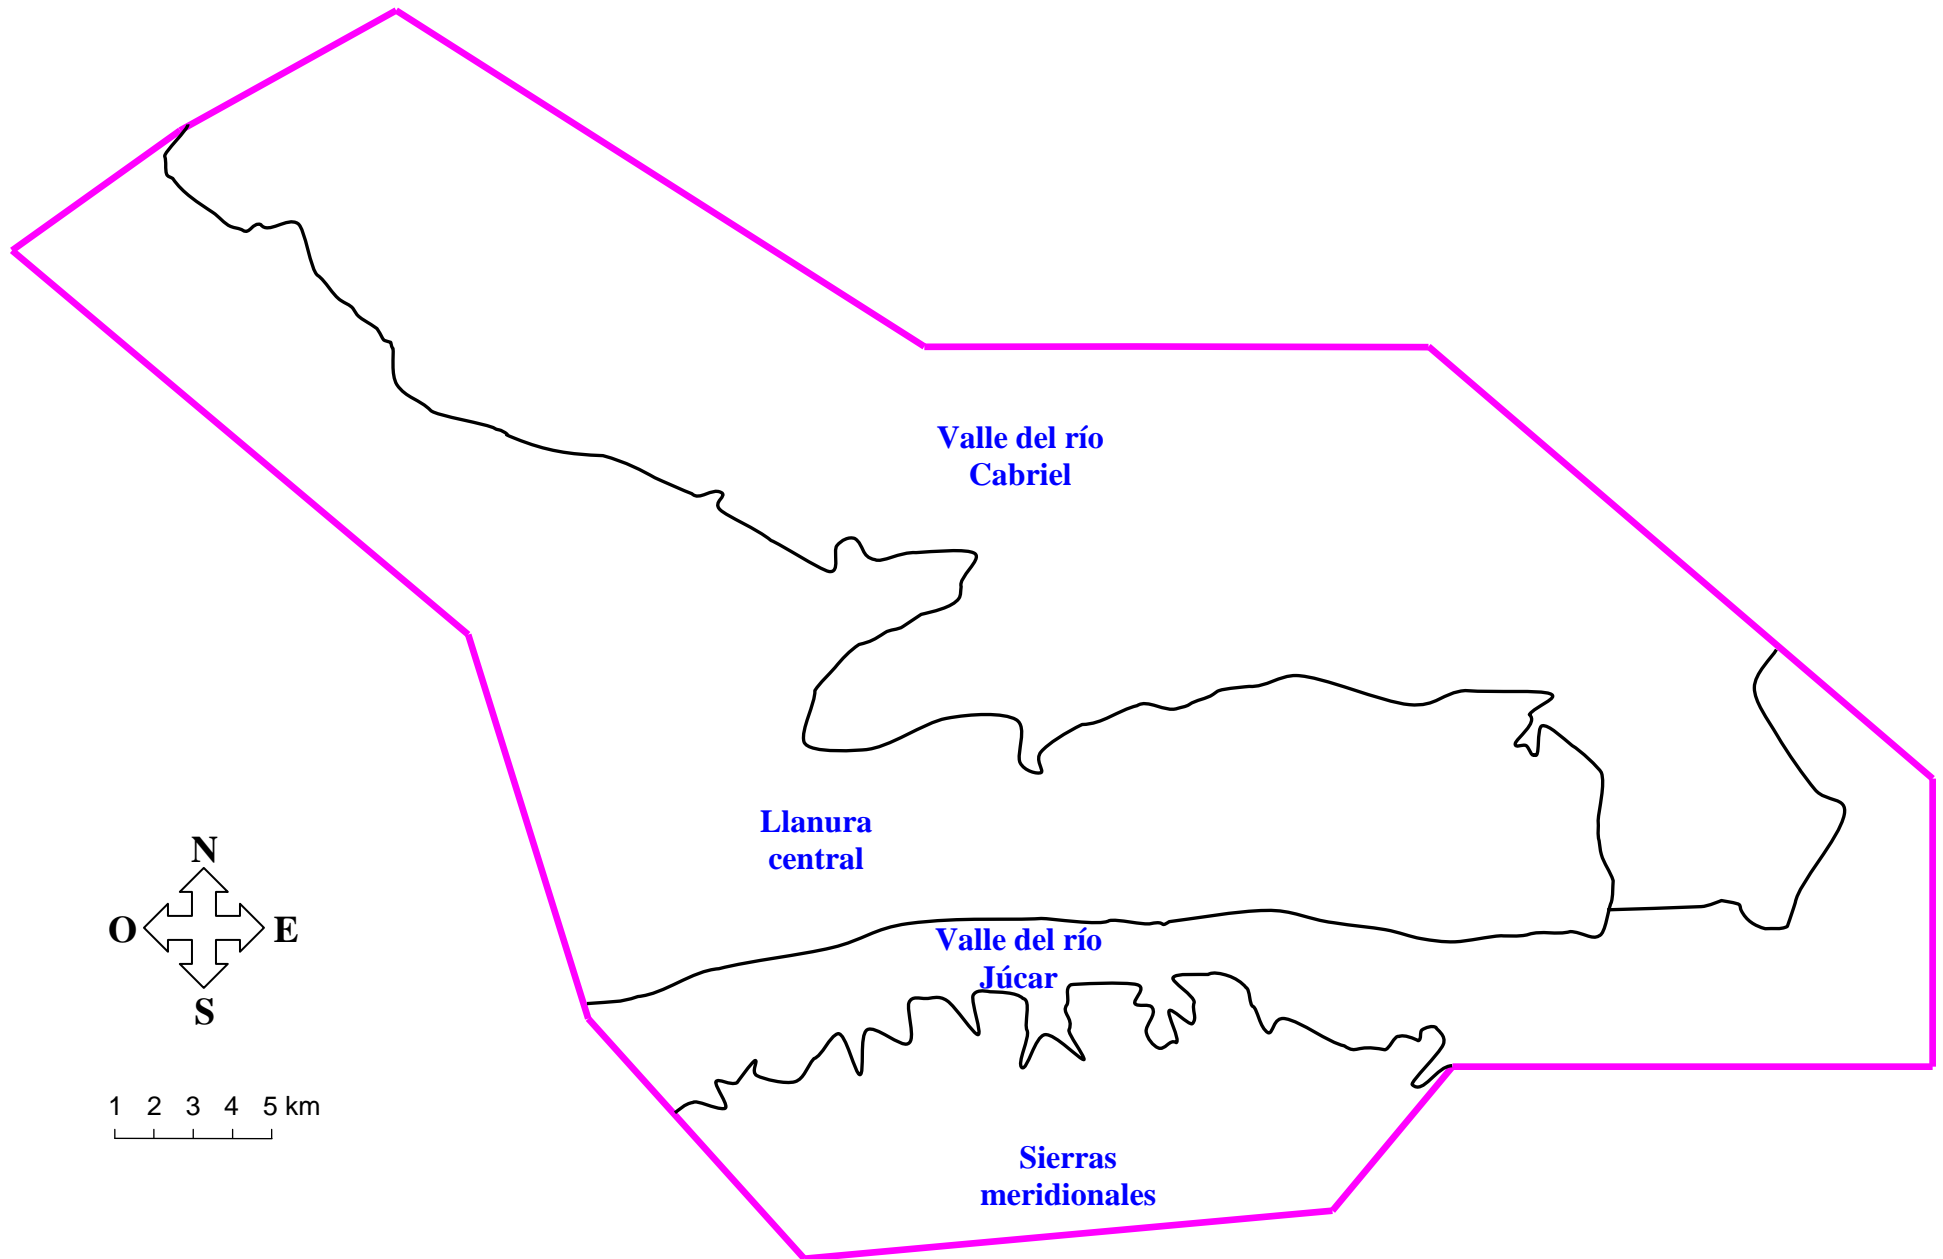 Valle del río
Cabriel
Llanura
central
N
O E
S
Valle del río
Júcar
1 2 3 4 5 km
Sierras
meridionales